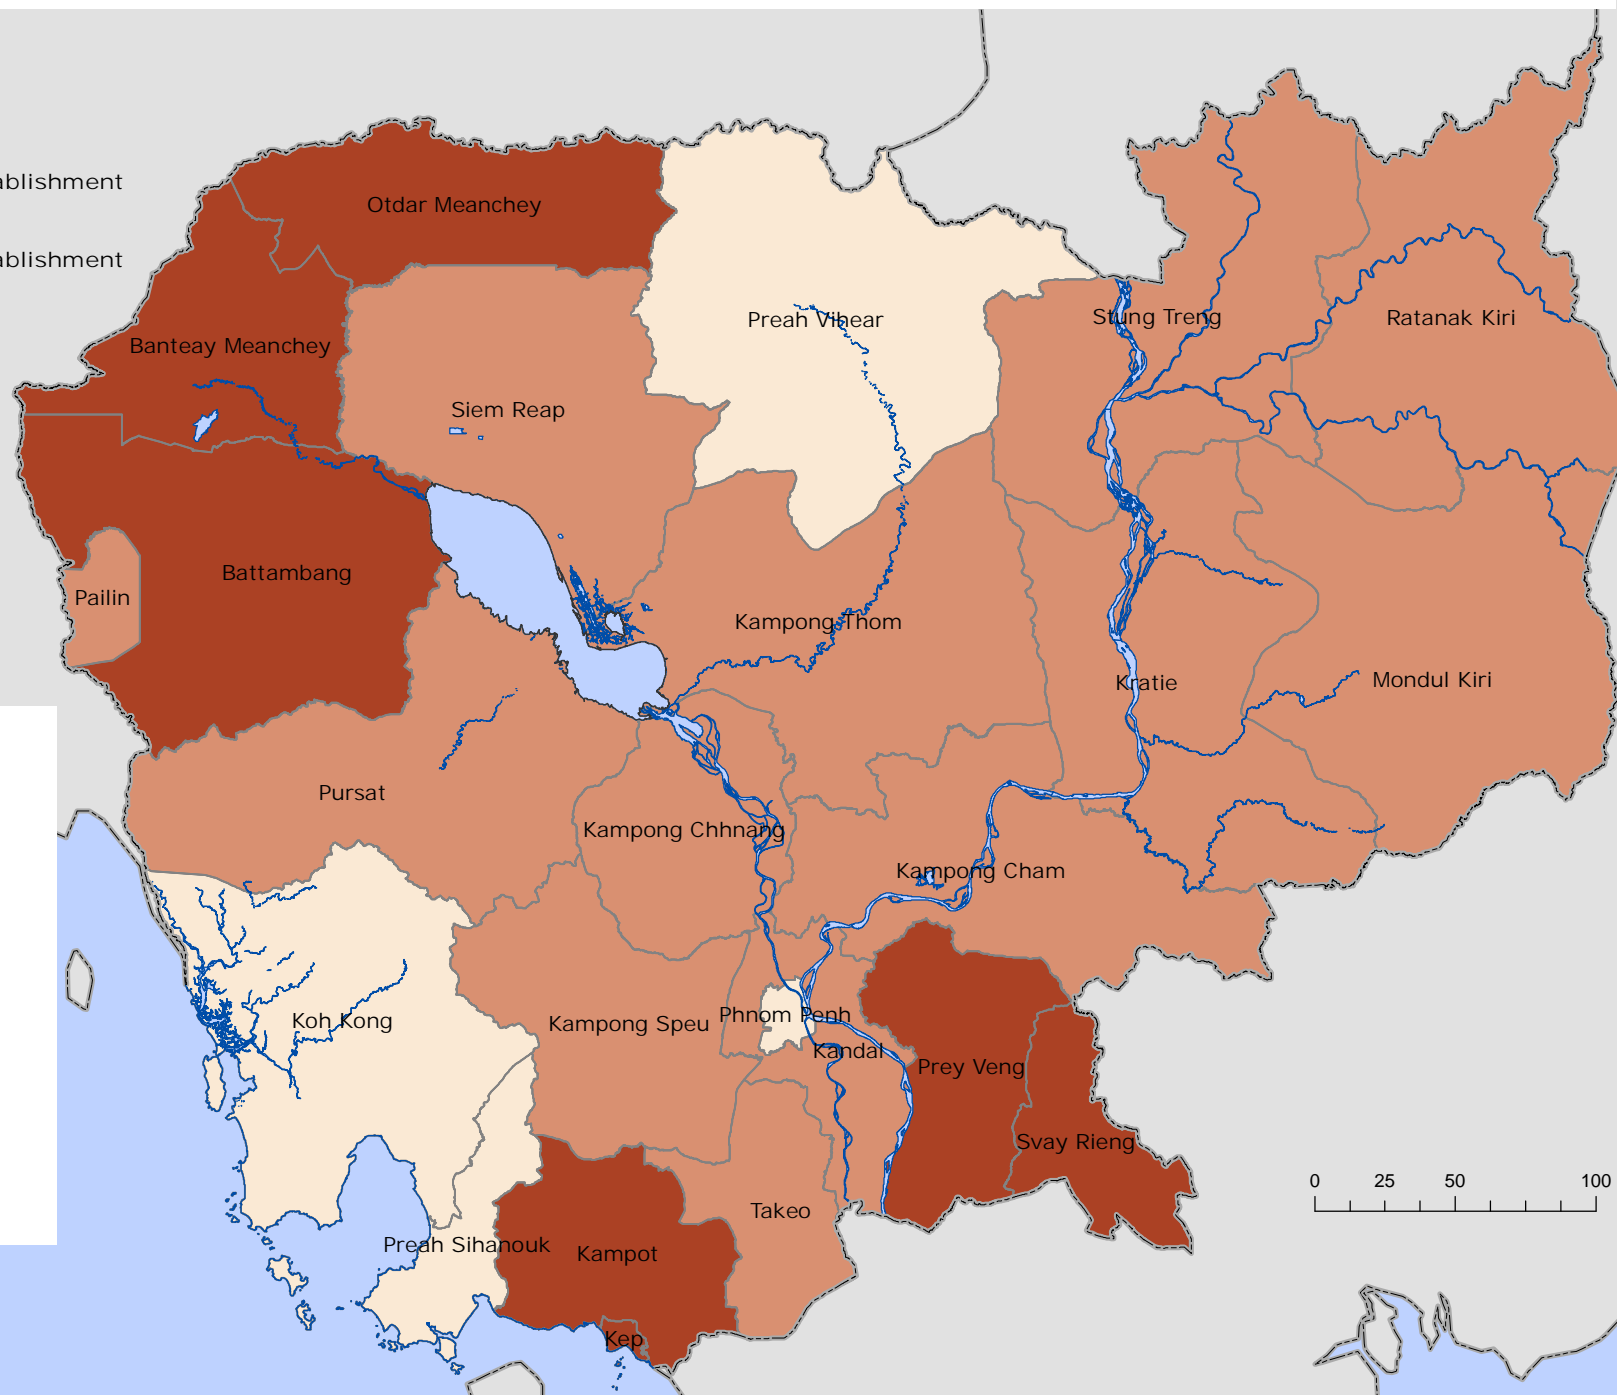 ablishment
Otdar Meanchey
ablishment
Preah Vihear
Stung Treng
Ratanak Kiri
Banteay Meanchey
Siem Reap
Battambang
Pailin
Kampong Thom
Kratie
Mondul Kiri
Pursat
Kampong Chhnang
Kampong Cham
Koh Kong
Kampong Speu
Phnom Penh
Kandal
Prey Veng
Svay Rieng
0 25 50 100
Takeo
Preah Sihanouk
Kampot
Kep